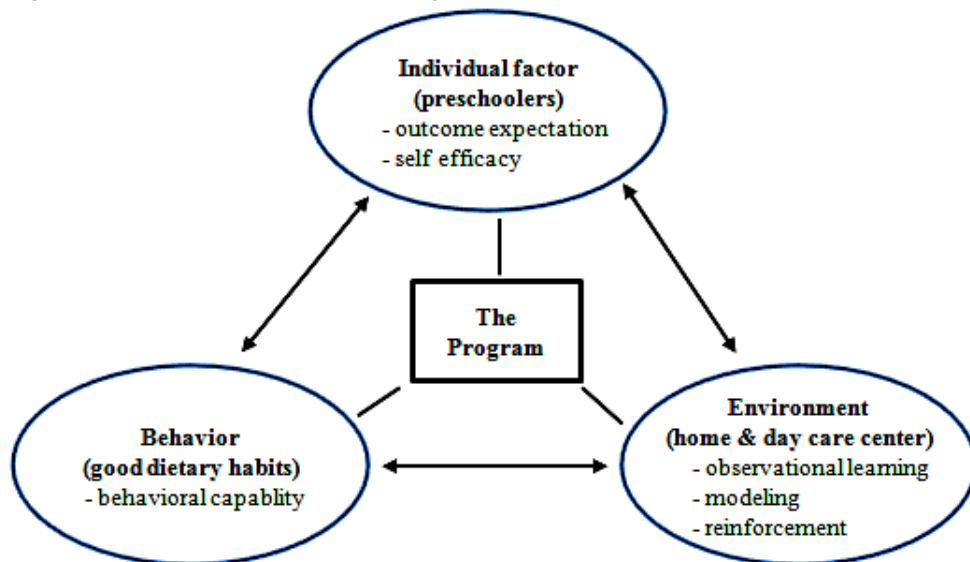 Individual factor
(preschoolers)
- outcome expectation
- self efficacy
The
Program
Behavior
(good dietary habits)
- behavioral capablity
Environment
(home & day care center)
- observational learning
- modeling
- reinforcement